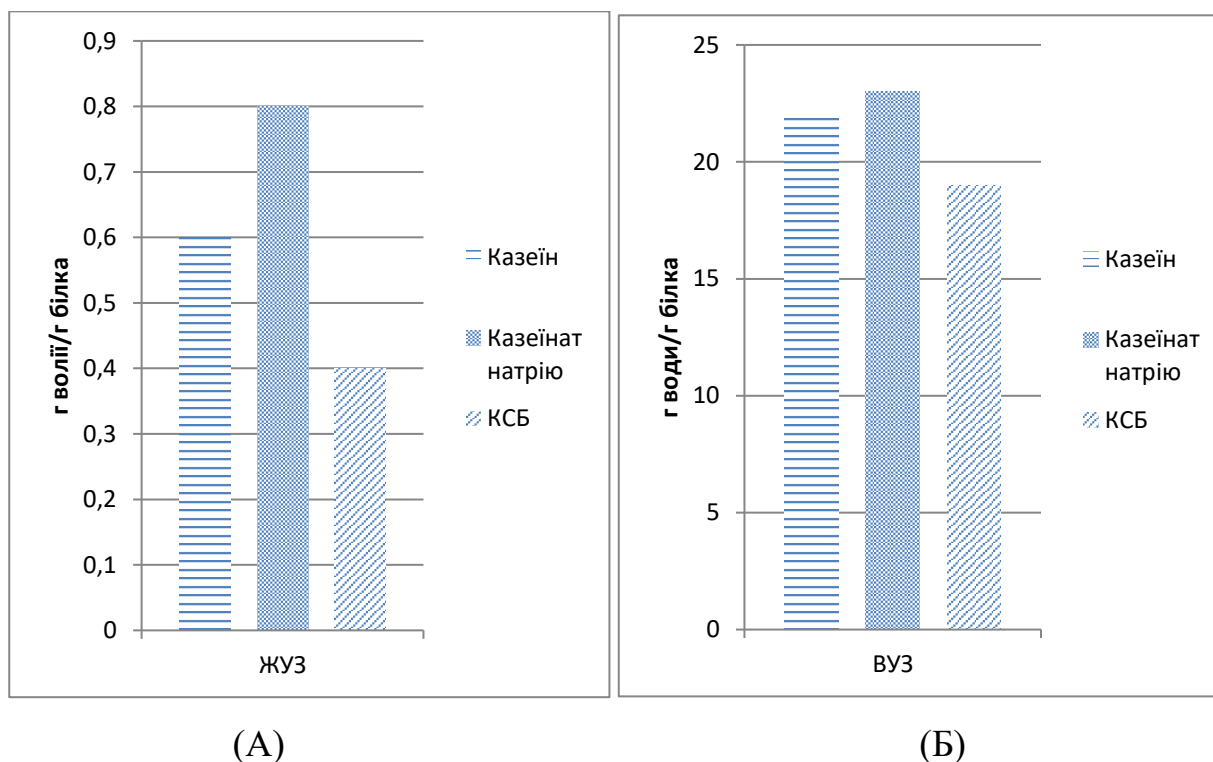 г волії/г білка
0,9
0,8
0,7
0,6
0,5
0,4
0,3
0,2
0,1
0
ЖУЗ
Казеїн
Казеїнат
натрію
КСБ
(А)
г води/г білка
25
20
15
10
5
0
ВУЗ
Казеїн
Казеїнат
натрію
КСБ
(Б)